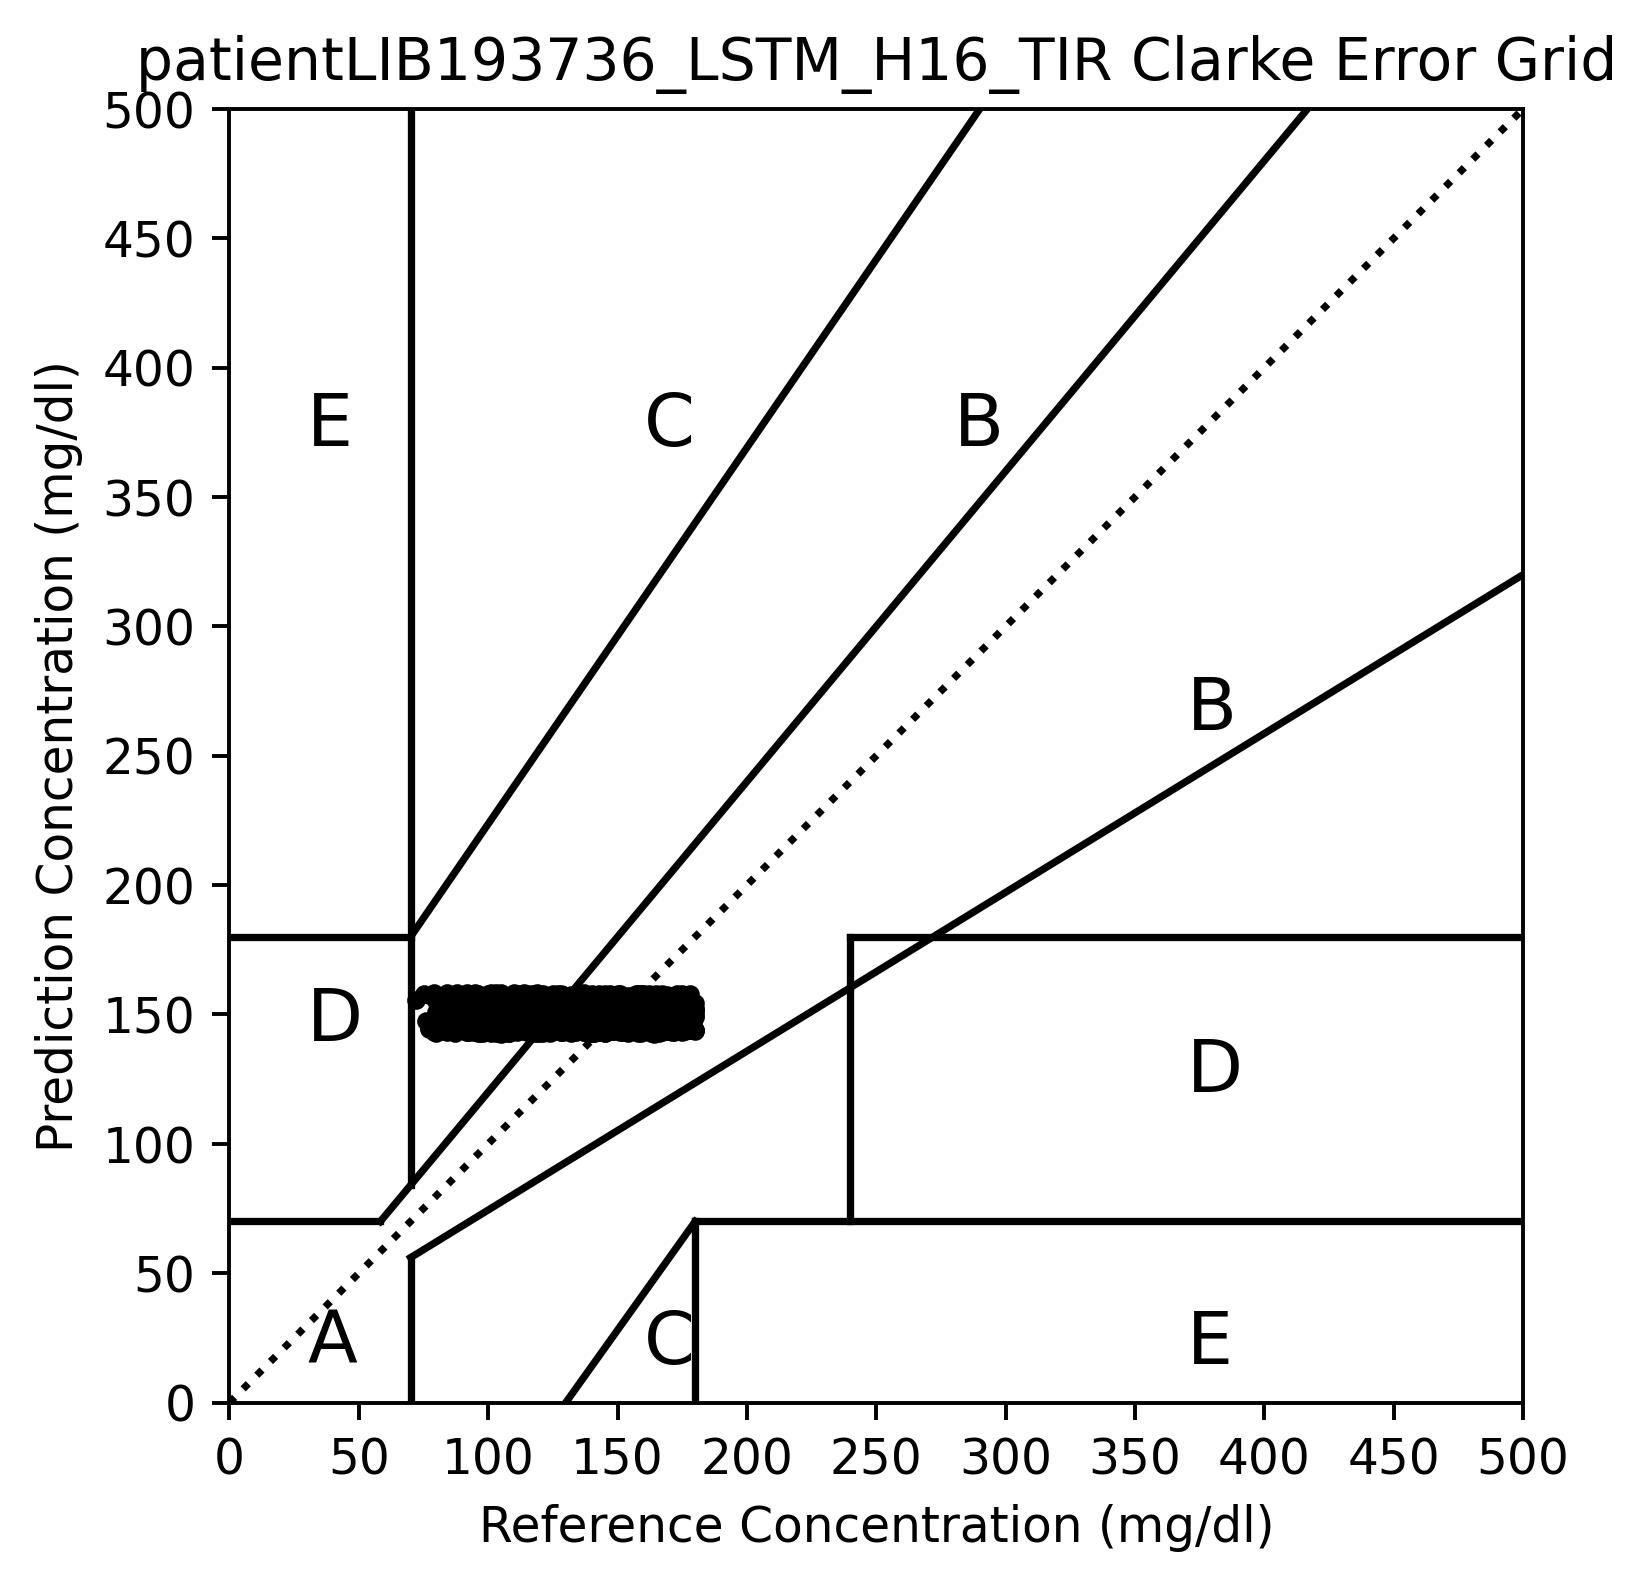 patientLIB193736_LSTM_H16_TIR Clarke Error Grid
500
450
400
350
300
250
200
150
100
50
0
Prediction Concentration (mg/dl)
E
C
B
B
D
D
A
C
E
0 50 100 150 200 250 300 350 400 450 500
Reference Concentration (mg/dl)